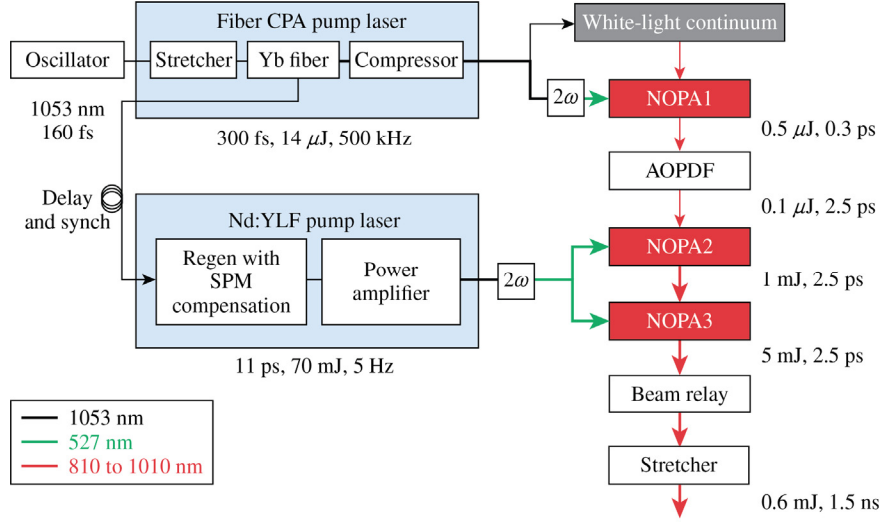 Fiber CPA pump laser
White-light continuum
Oscillator
Stretcher
Yb fiber
Compressor
2ω
NOPA1
1053 nm
160 fs
300 fs, 14 μJ, 500 kHz
0.5 μJ, 0.3 ps
AOPDF
Delay
and synch
0.1 μJ, 2.5 ps
Nd:YLF pump laser
Regen with
SPM
compensation
Power
amplifier
2ω
NOPA2
1 mJ, 2.5 ps
NOPA3
11 ps, 70 mJ, 5 Hz
5 mJ, 2.5 ps
Beam relay
1053 nm
527 nm
810 to 1010 nm
Stretcher
0.6 mJ, 1.5 ns